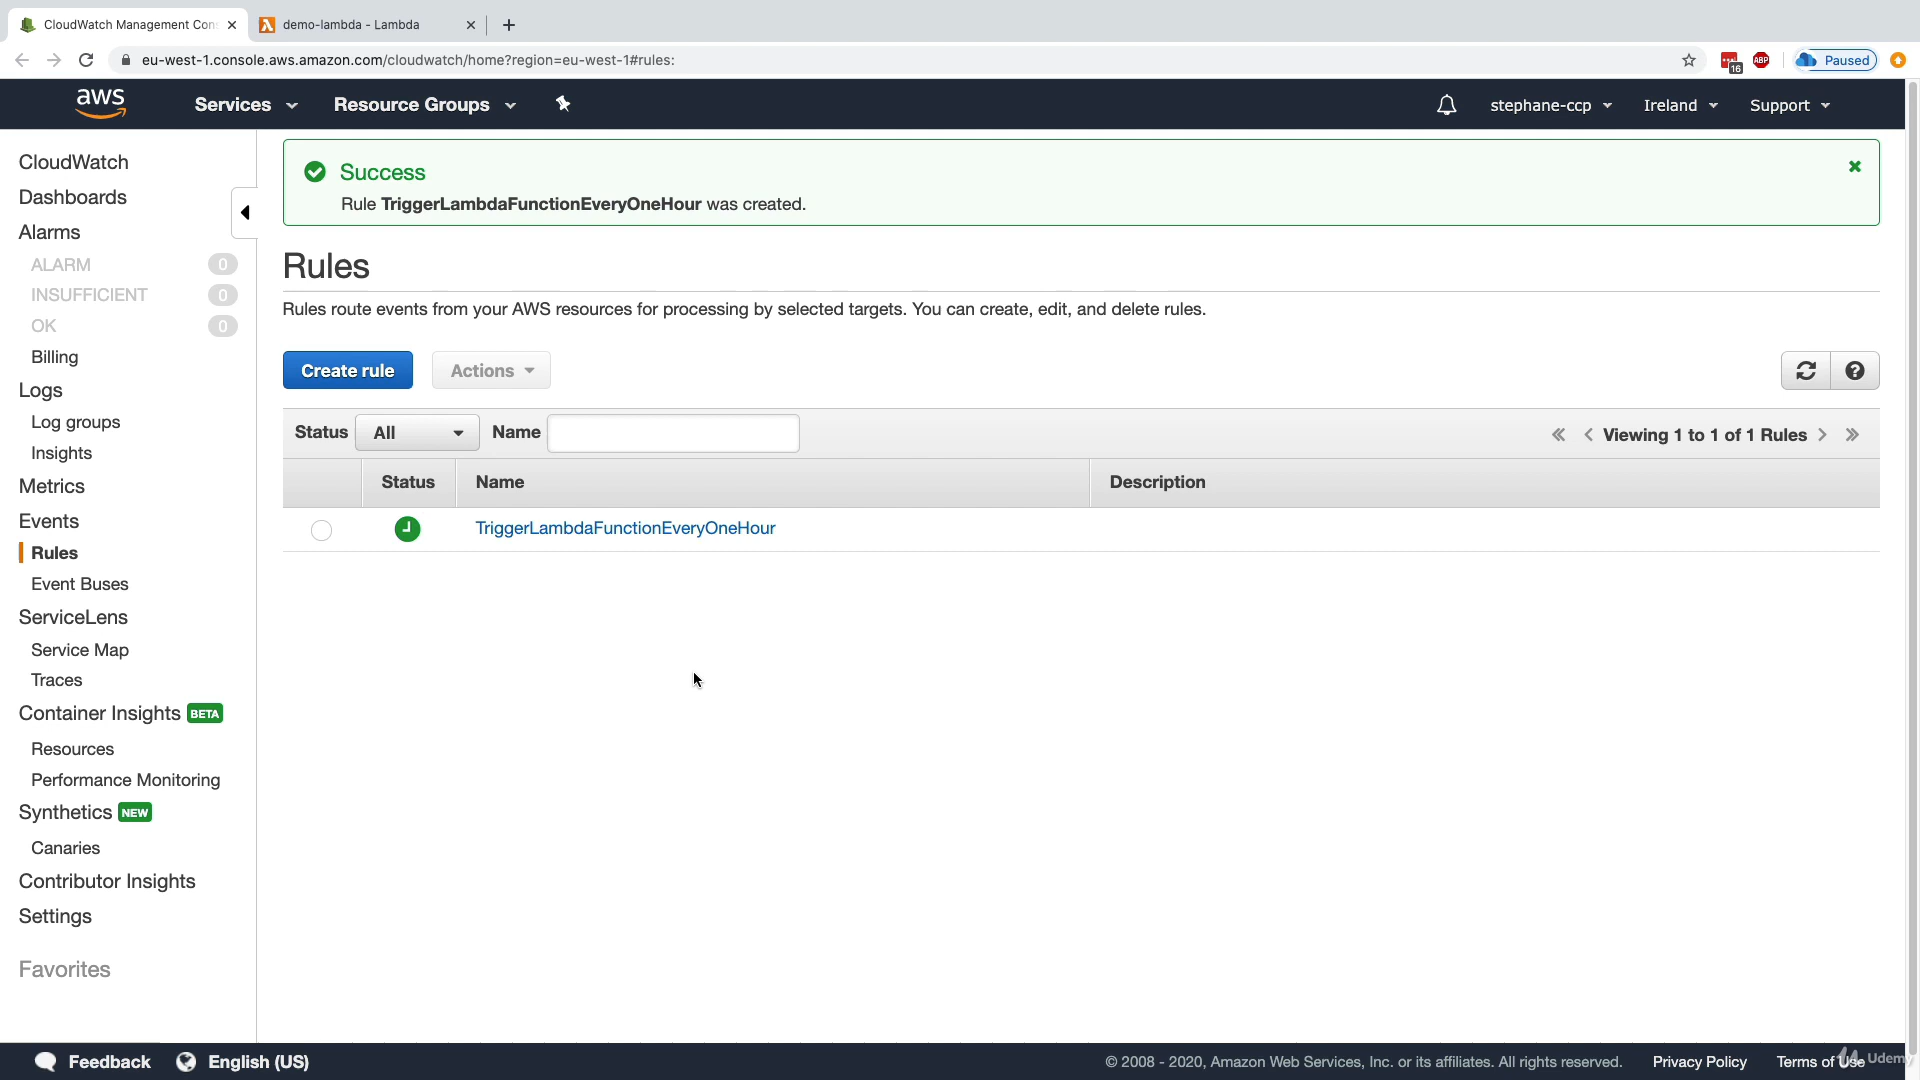 CloudWatch Management Con
demo-lambda - Lambda
eu-west-1.console.aws.amazon.com/cloudwatch/home?region=eu-west-1#rules:
16
ABP
Paused
aws
Services
Resource Groups
stephane-ccp
Ireland
Support
CloudWatch
Dashboards
Alarms
ALARM 0
INSUFFICIENT 0
OK 0
Billing
Logs
Log groups
Insights
Metrics
Events
Rules
Event Buses
ServiceLens
Service Map
Traces
Container Insights BETA
Resources
Performance Monitoring
Synthetics NEW
Canaries
Contributor Insights
Settings
Favorites
Success
Rule TriggerLambdaFunctionEveryOneHour was created.
Rules
Rules route events from your AWS resources for processing by selected targets. You can create, edit, and delete rules.
Create rule
Actions
Status All Name
Viewing 1 to 1 of 1 Rules
Status Name Description
TriggerLambdaFunctionEveryOneHour
Feedback
English (US)
© 2008 - 2020, Amazon Web Services, Inc. or its affiliates. All rights reserved.
Privacy Policy
Terms of Use
Udemy